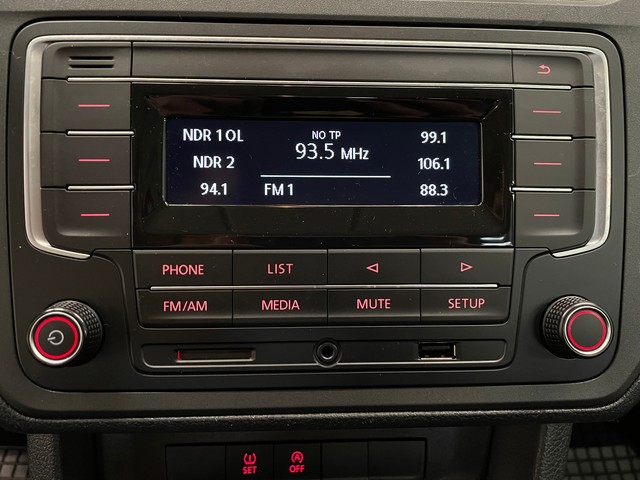 NDR 1 OL
NO TP
99.1
NDR 2
93.5 MHz
106.1
94.1
FM 1
88.3
PHONE
LIST
FM/AM
MEDIA
MUTE
SETUP
SET
A
OFF